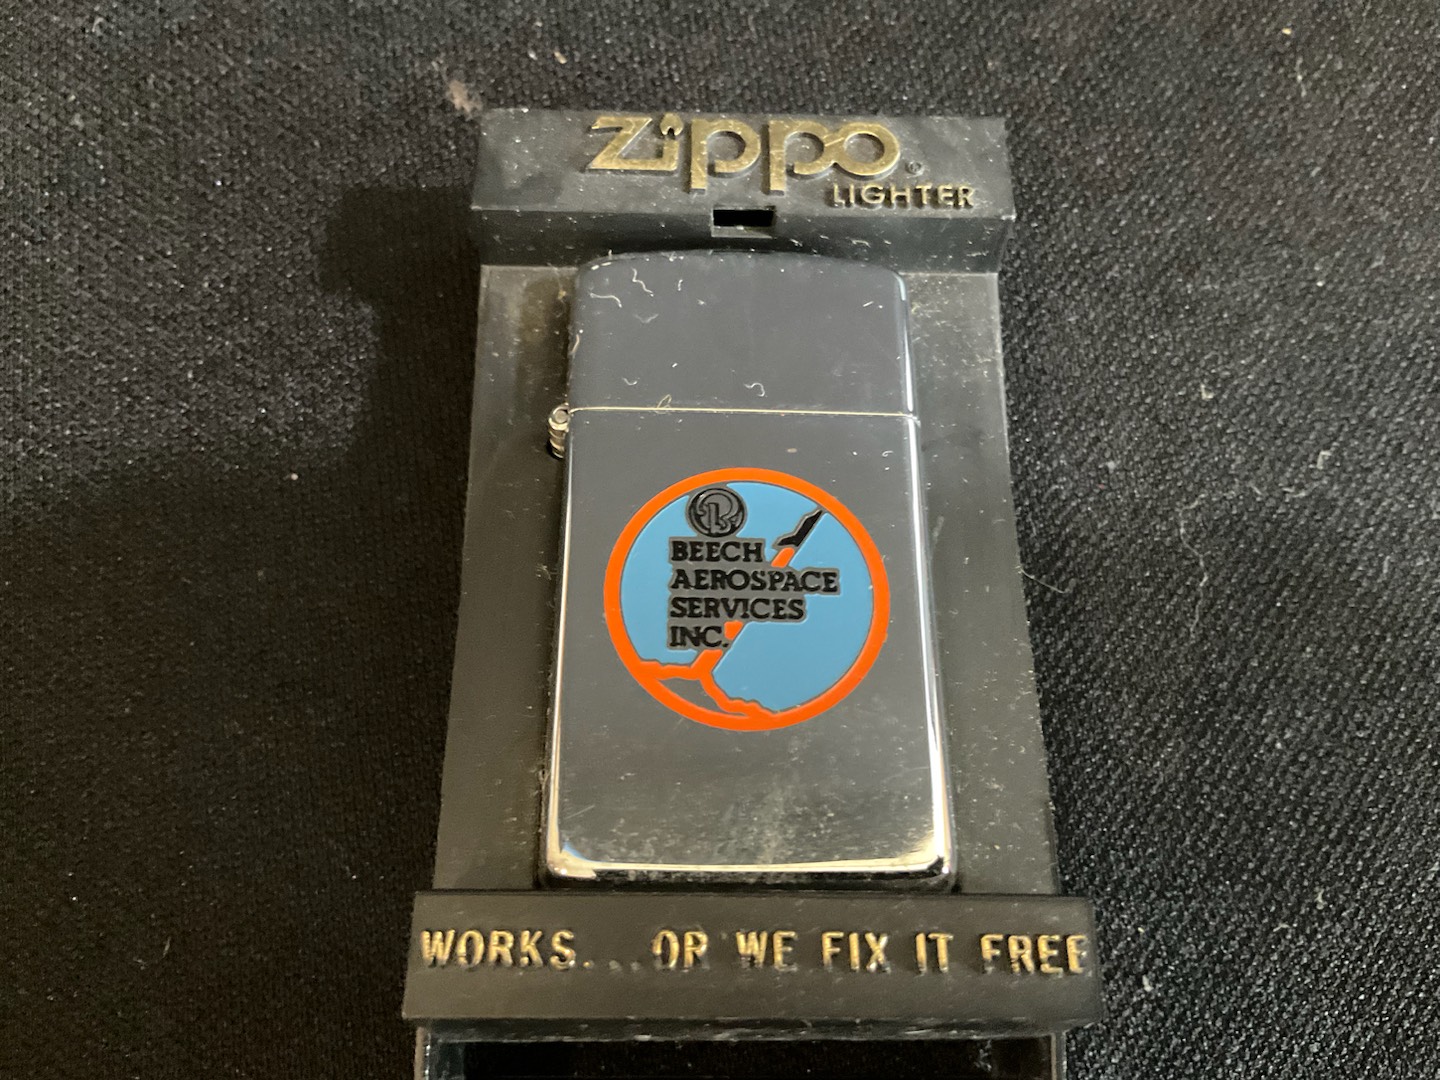 Zippo®
LIGHTER
BEECH
AEROSPACE
SERVICES
INC.
WORKS... OR WE FIX IT FREE